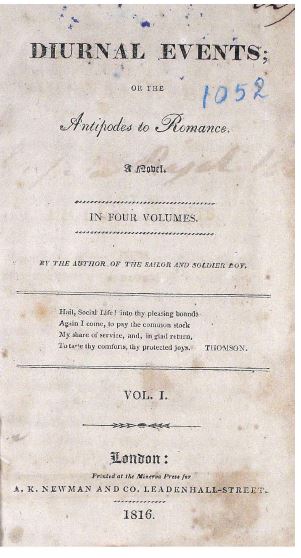 DIURNAL EVENTS;
OR THE
1052
Antipodes to Romance.
A Novel.
IN FOUR VOLUMES.
BY THE AUTHOR OF THE SAILOR AND SOLDIER BOY.
Hail, Social Life! into thy pleasing bounds
Again I come, to pay the common stock
My share of service, and, in glad return,
To taste thy comforts, thy protected joys. THOMSON.
VOL. I.
London:
Printed at the Minerva Press for
A. K. NEWMAN AND CO. LEADENHALL-STREET.
1816.